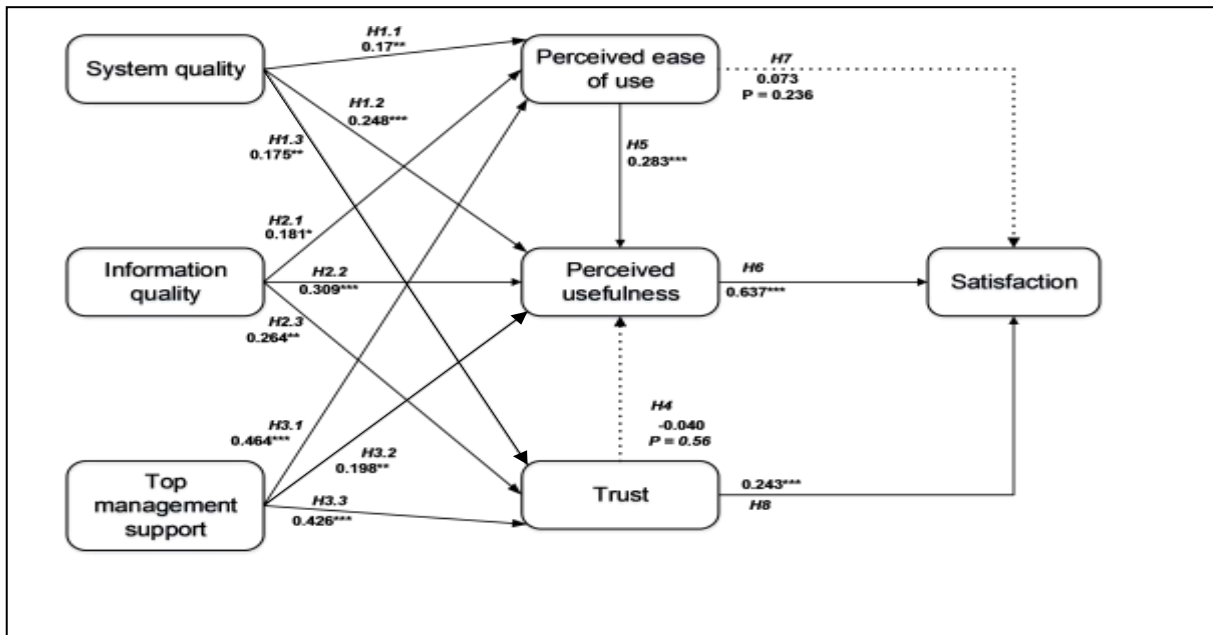 H1.1
0.17**
System quality
Perceived ease
of use
H7
0.073
P = 0.236
H1.2
0.248***
H1.3
0.175**
H5
0.283***
H2.1
0.181*
Information
quality
H2.2
0.309***
Perceived
usefulness
H6
0.637***
Satisfaction
H2.3
0.264**
H4
-0.040
P = 0.56
H3.1
0.464***
H3.2
0.198**
Top
management
support
H3.3
0.426***
Trust
0.243***
H8